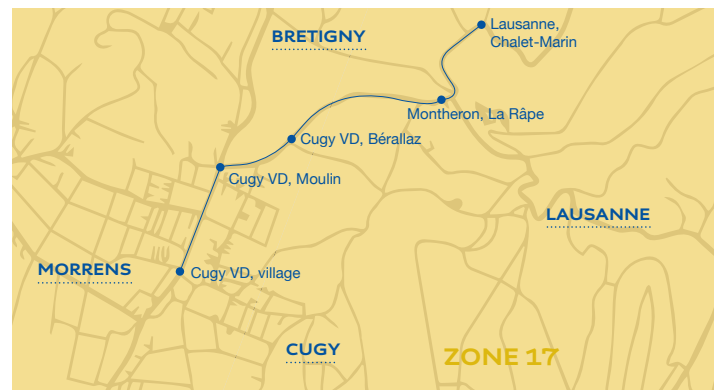 BRETIGNY
Lausanne,
Chalet-Marin
Montheron, La Râpe
Cugy VD, Bérallaz
Cugy VD, Moulin
LAUSANNE
MORRENS
Cugy VD, village
CUGY
ZONE 17